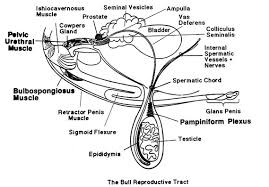 Seminal Vesicles
Ampulla
Vas
Deferens
Ishiocavernosus
Muscle
Prostate
Cowpers
Gland
Bladder
Colliculus
Seminalis
Pelvic
Urethral
Muscle
Internal
Spermatic
Vessels +
Nerves
Spermatic Chord
Bulbospongiosus
Muscle
Glans Penis
Retractor Penis
Muscle
Pampiniform Plexus
Sigmoid Flexure
Testicle
Epididymis
The Bull Reproductive Tract